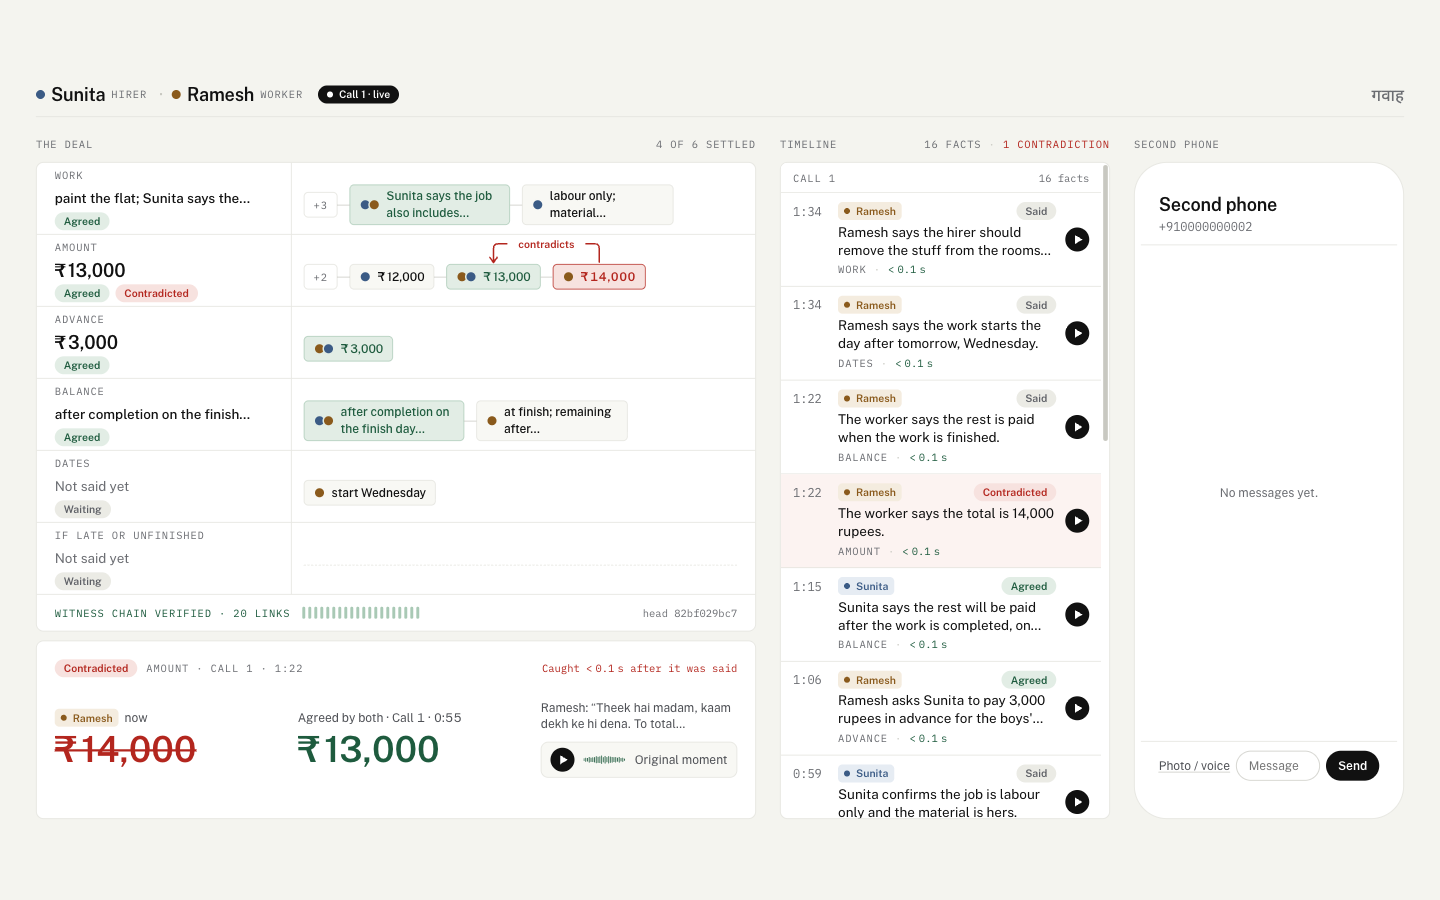 Sunita HIRER · Ramesh WORKER Call 1 · live
गवाह
THE DEAL
4 OF 6 SETTLED
WORK
paint the flat; Sunita says the...
Agreed
+3
Sunita says the job
also includes...
labour only;
material...
AMOUNT
₹13,000
Agreed Contradicted
contradicts
+2
₹12,000
₹13,000
₹14,000
ADVANCE
₹3,000
Agreed
₹3,000
BALANCE
after completion on the finish...
Agreed
after completion on
the finish day...
at finish; remaining
after...
DATES
Not said yet
Waiting
start Wednesday
IF LATE OR UNFINISHED
Not said yet
Waiting
WITNESS CHAIN VERIFIED · 20 LINKS
head 82bf029bc7
Contradicted AMOUNT · CALL 1 · 1:22
Caught <0.1 s after it was said
Ramesh now
₹14,000
Agreed by both · Call 1 · 0:55
₹13,000
Ramesh: “Theek hai madam, kaam
dekh ke hi dena. To total...
Original moment
TIMELINE
16 FACTS · 1 CONTRADICTION
CALL 1
16 facts
1:34 Ramesh Said
Ramesh says the hirer should
remove the stuff from the rooms...
WORK · <0.1 s
1:34 Ramesh Said
Ramesh says the work starts the
day after tomorrow, Wednesday.
DATES · <0.1 s
1:22 Ramesh Said
The worker says the rest is paid
when the work is finished.
BALANCE · <0.1 s
1:22 Ramesh Contradicted
The worker says the total is 14,000
rupees.
AMOUNT · <0.1 s
1:15 Sunita Agreed
Sunita says the rest will be paid
after the work is completed, on...
BALANCE · <0.1 s
1:06 Ramesh Agreed
Ramesh asks Sunita to pay 3,000
rupees in advance for the boys'...
ADVANCE · <0.1 s
0:59 Sunita Said
Sunita confirms the job is labour
only and the material is hers.
SECOND PHONE
Second phone
+910000000002
No messages yet.
Photo / voice
Message
Send